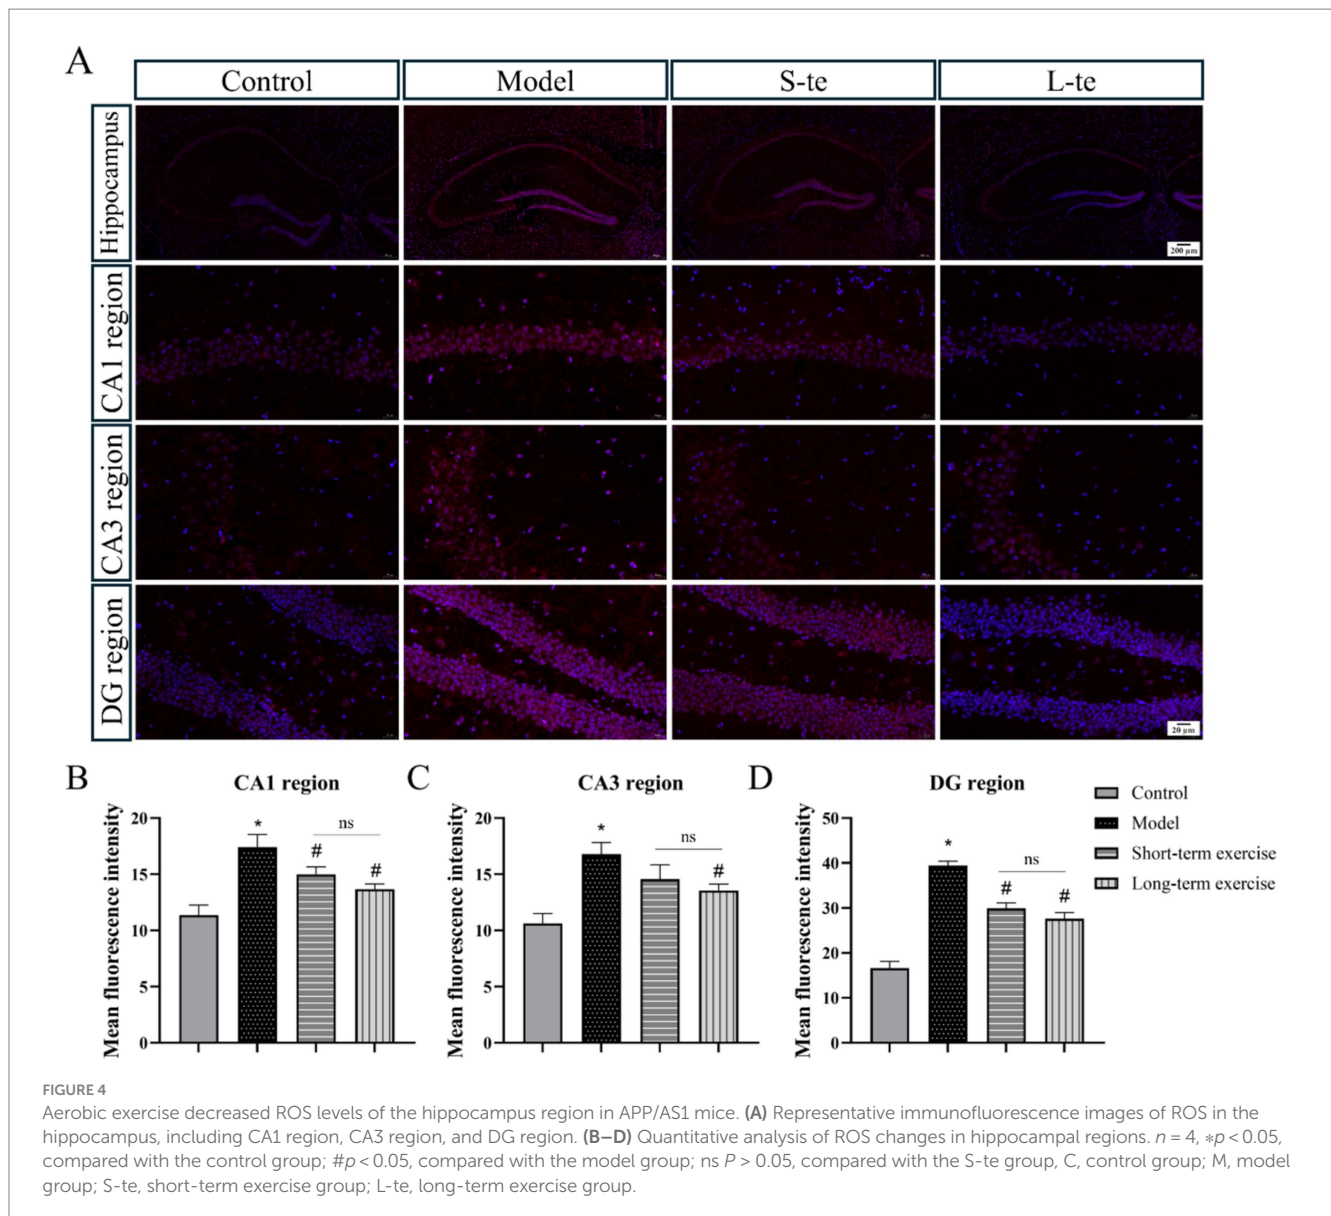 A
Control
Model
S-te
L-te
Hippocampus
200 µm
CA1 region
CA3 region
DG region
20 µm
B
CA1 region
Mean fluorescence intensity
20
15
10
5
0
*
#
ns
#
C
CA3 region
Mean fluorescence intensity
20
15
10
5
0
*
ns
#
D
DG region
Mean fluorescence intensity
50
40
30
20
10
0
*
#
ns
#
Control
Model
Short-term exercise
Long-term exercise
FIGURE 4
Aerobic exercise decreased ROS levels of the hippocampus region in APP/AS1 mice. (A) Representative immunofluorescence images of ROS in the
hippocampus, including CA1 region, CA3 region, and DG region. (B–D) Quantitative analysis of ROS changes in hippocampal regions. n = 4, *p < 0.05,
compared with the control group; #p < 0.05, compared with the model group; ns P > 0.05, compared with the S-te group, C, control group; M, model
group; S-te, short-term exercise group; L-te, long-term exercise group.